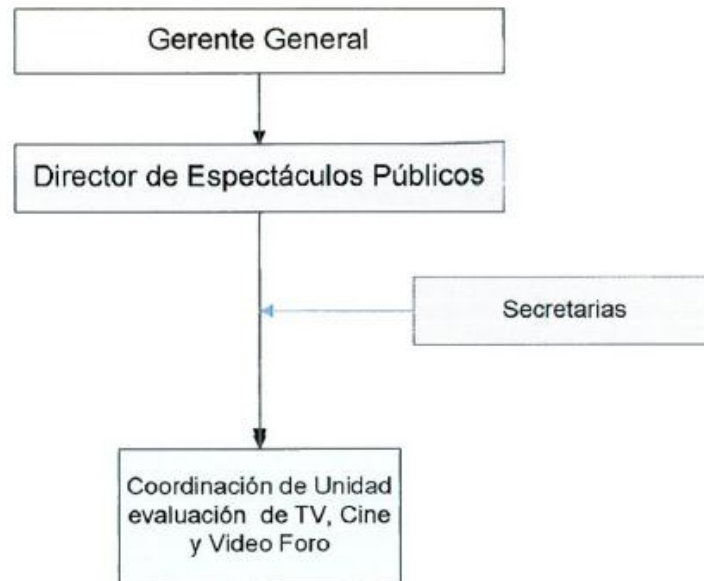 Gerente General
Director de Espectáculos Públicos
Secretarias
Coordinación de Unidad
evaluación de TV, Cine
y Video Foro